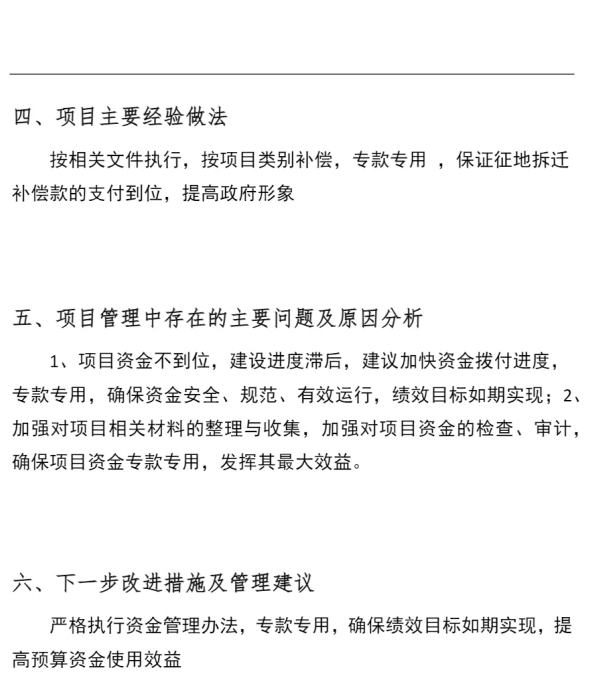 四、项目主要经验做法
按相关文件执行，按项目类别补偿，专款专用 ，保证征地拆迁
补偿款的支付到位，提高政府形象
五、项目管理中存在的主要问题及原因分析
1、项目资金不到位，建设进度滞后，建议加快资金拨付进度，
专款专用，确保资金安全、规范、有效运行，绩效目标如期实现；2、
加强对项目相关材料的整理与收集，加强对项目资金的检查、审计，
确保项目资金专款专用，发挥其最大效益。
六、下一步改进措施及管理建议
严格执行资金管理办法，专款专用，确保绩效目标如期实现，提
高预算资金使用效益